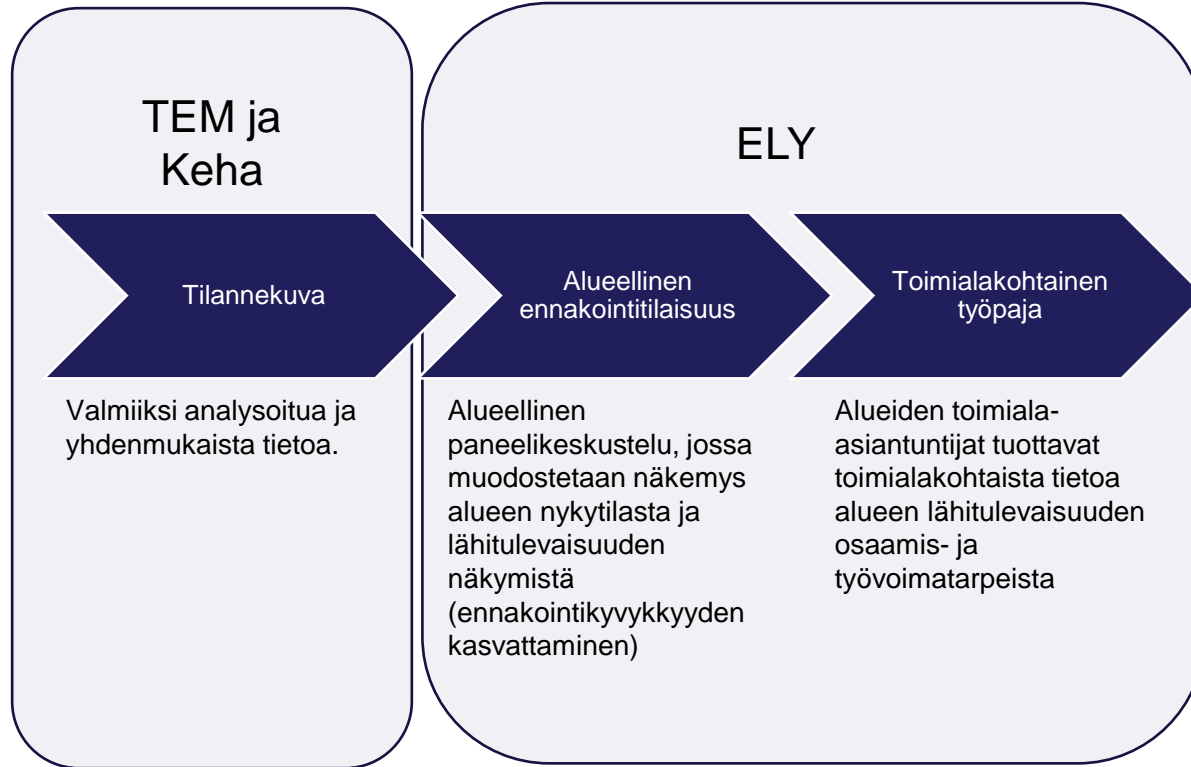 TEM ja
Keha
ELY
Tilannekuva
Alueellinen
ennakointitilaisuus
Toimialakohtainen
työpaja
Valmiiksi analysoitua ja
yhdenmukaista tietoa.
Alueellinen
paneelikeskustelu, jossa
muodostetaan näkemys
alueen nykytilasta ja
lähitulevaisuuden
näkymistä
(ennakointikyvykkyyden
kasvattaminen)
Alueiden toimiala-
asiantuntijat tuottavat
toimialakohtaista tietoa
alueen lähitulevaisuuden
osaamis- ja
työvoimatarpeista